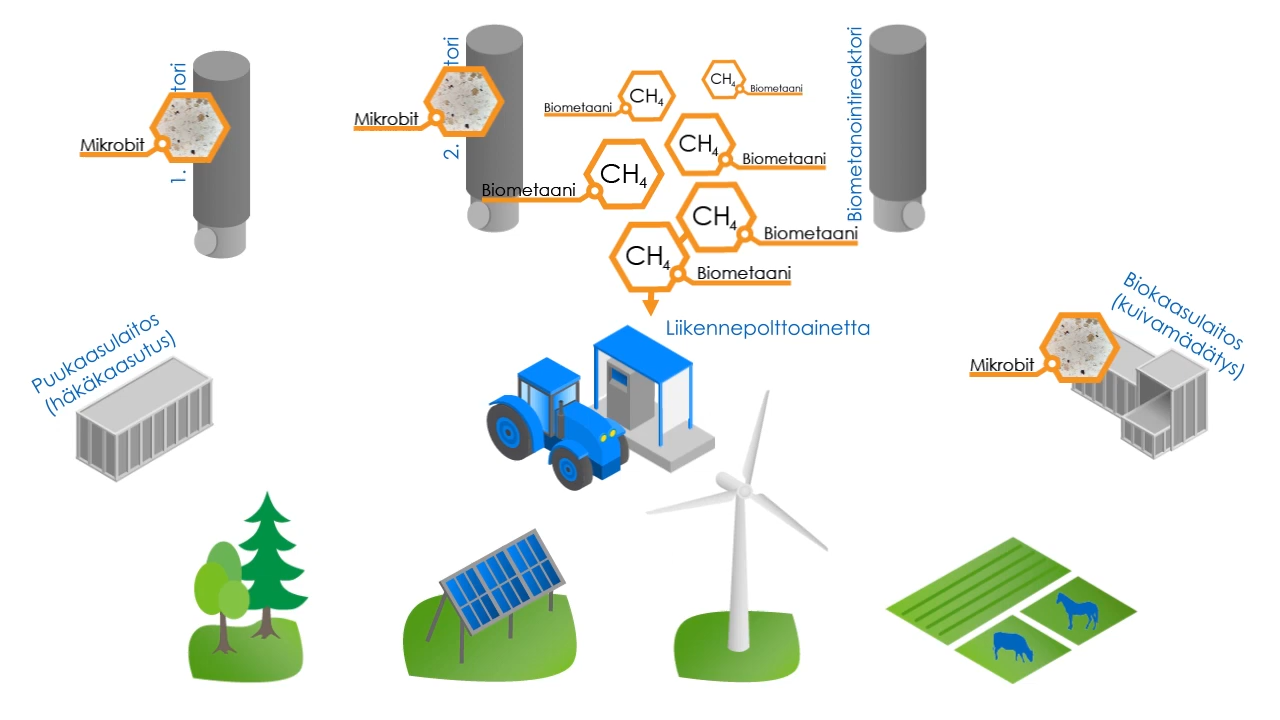 1.
tori
Mikrobit
2.
tori
Mikrobit
CH4
Biometaani
CH4
Biometaani
CH4
Biometaani
CH4
Biometaani
CH4
Biometaani
CH4
Biometaani
Biometanointireaktori
Liikennepolttoainetta
Puukaasulaitos
(häkäkaasutus)
Biokaasulaitos
(kuivamädätys)
Mikrobit